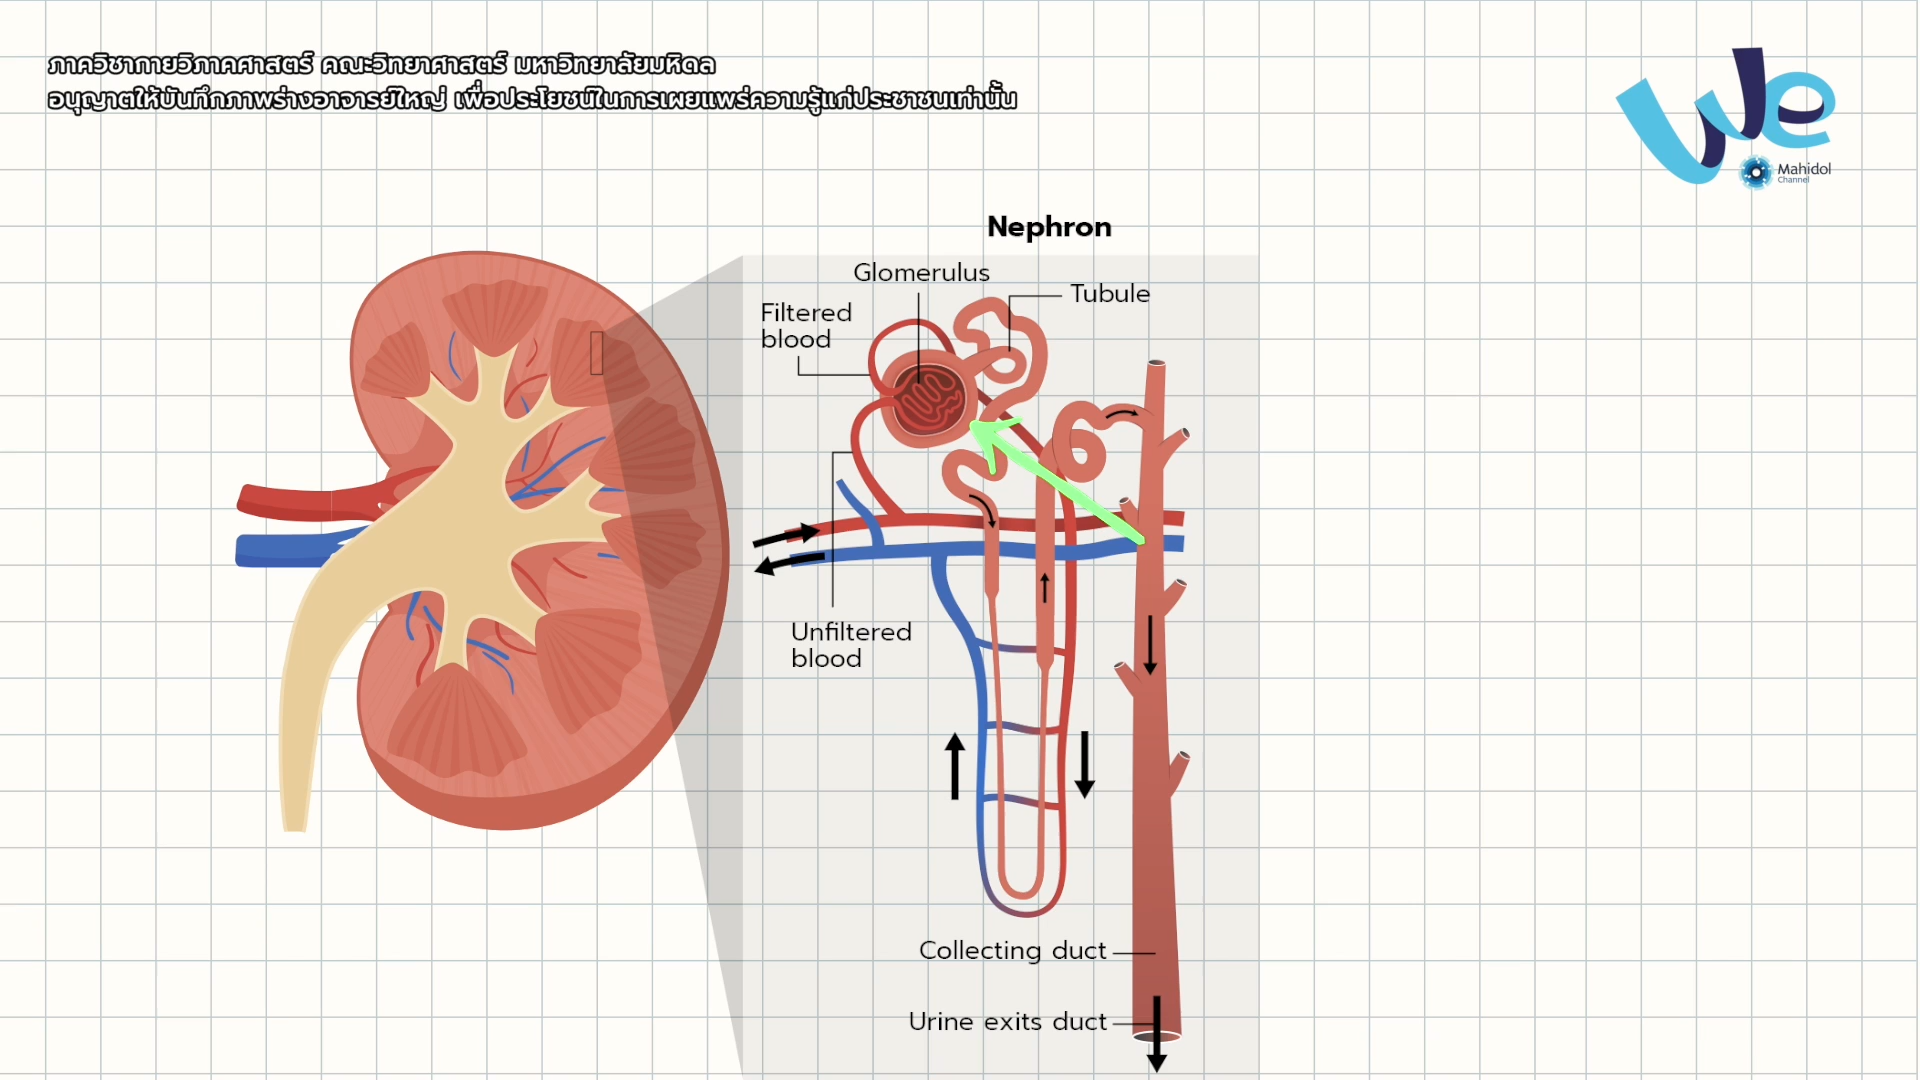 ภาควิชากายวิภาคศาสตร์ คณะวิทยาศาสตร์ มหาวิทยาลัยมหิดล
อนุญาตให้บันทึกภาพร่างอาจารย์ใหญ่ เพื่อประโยชน์ในการเผยแพร่ความรู้แก่ประชาชนเท่านั้น
We
Mahidol
Channel
Nephron
Glomerulus
Tubule
Filtered
blood
Unfiltered
blood
Collecting duct
Urine exits duct